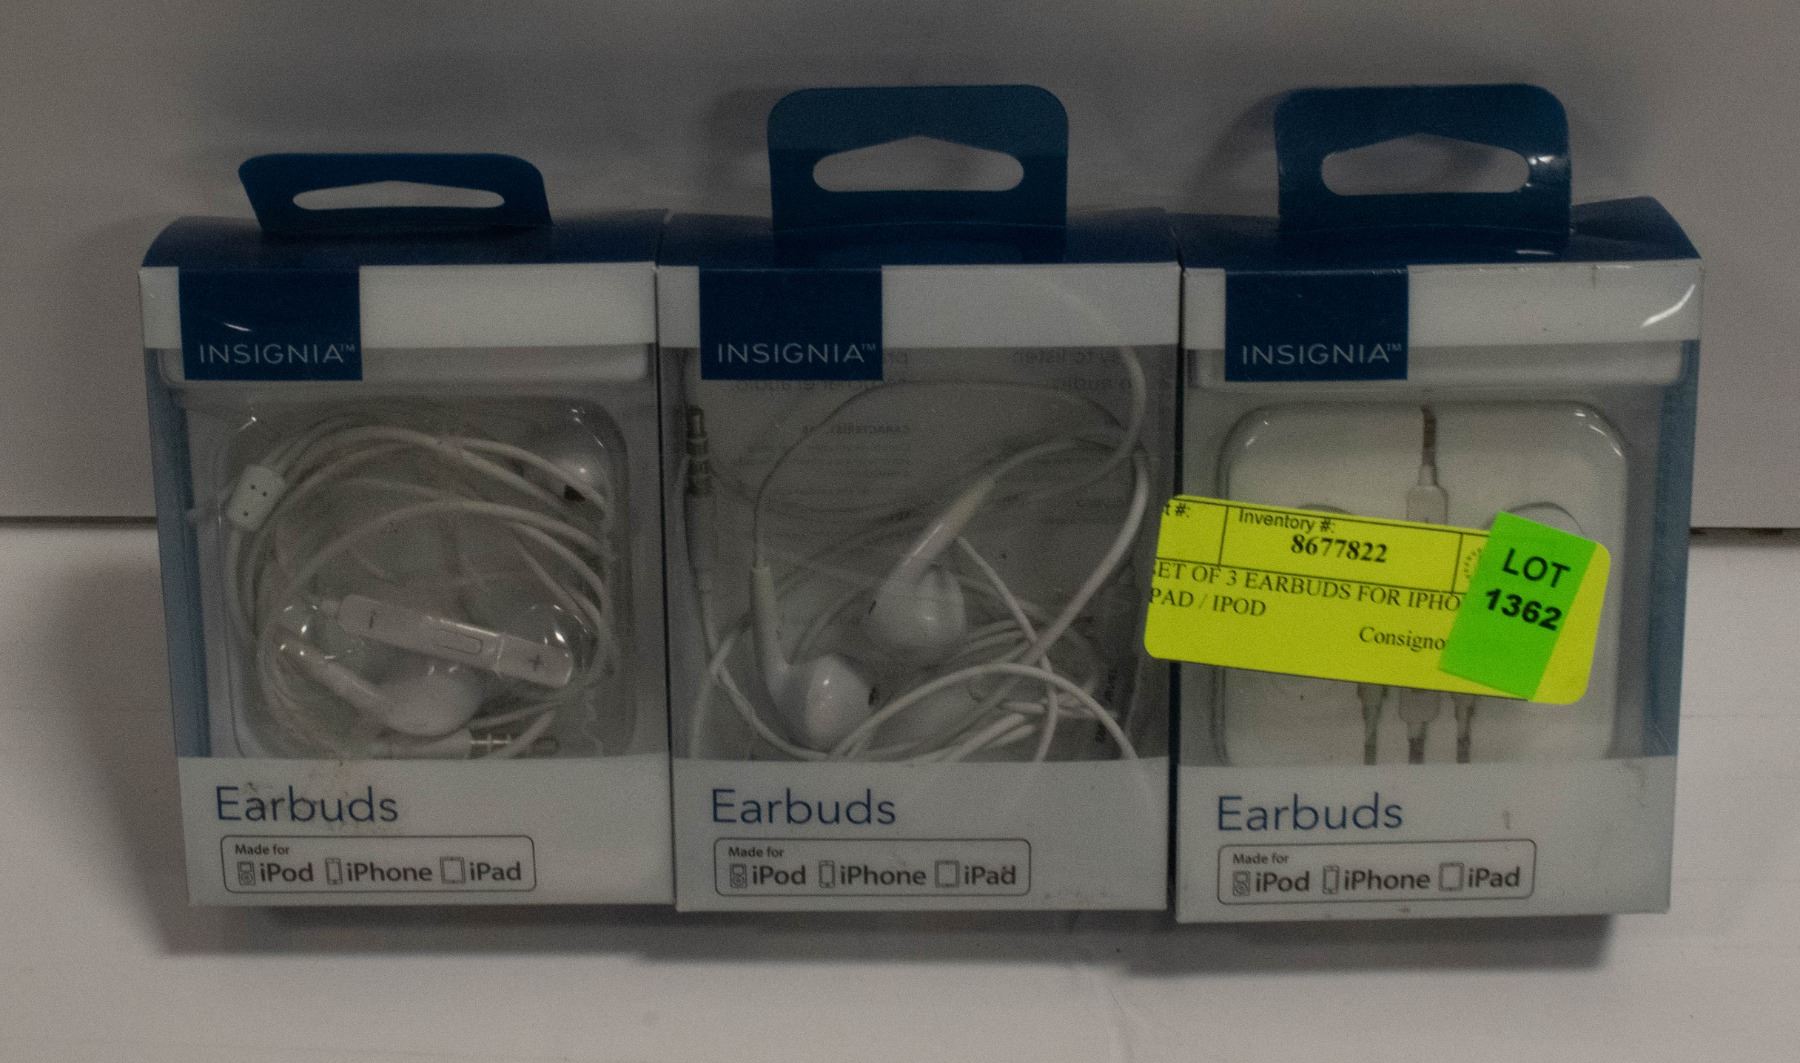 INSIGNIA™
Earbuds
Made for
iPod iPhone iPad
INSIGNIA™
Earbuds
Made for
iPod iPhone iPad
INSIGNIA™
t #:
Inventory #:
8677822
ET OF 3 EARBUDS FOR IPHO
PAD / IPOD
Consigno
LOT
1362
Earbuds
Made for
iPod iPhone iPad